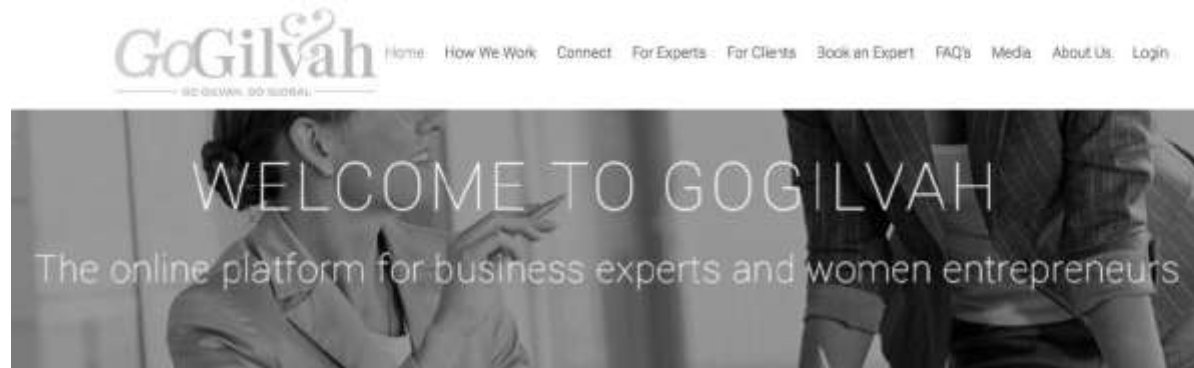 GoGilvah
GO GILVAH. GO GLOBAL
Home How We Work Connect For Experts For Clients Book an Expert FAQ's Media About Us Login
WELCOME TO GOGILVAH
The online platform for business experts and women entrepreneurs